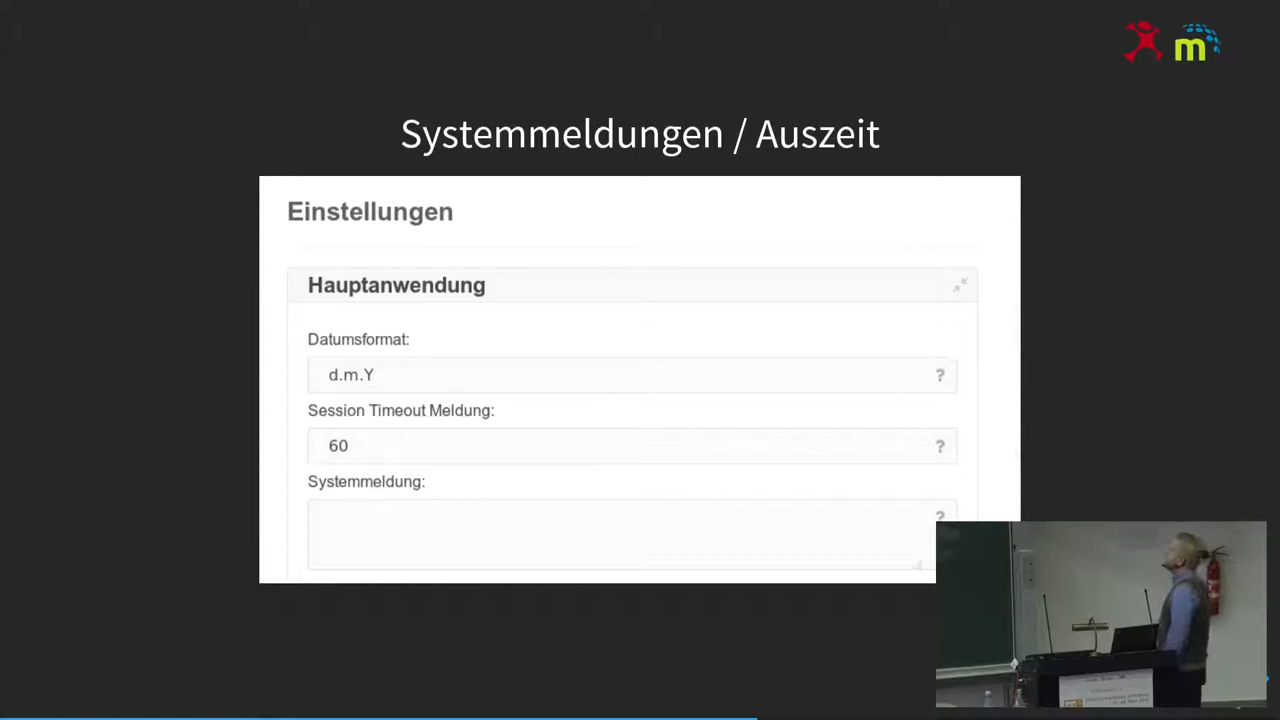 m
Systemmeldungen / Auszeit
Einstellungen
Hauptanwendung
Datumsformat:
d.m.Y
?
Session Timeout Meldung:
60
?
Systemmeldung:
?